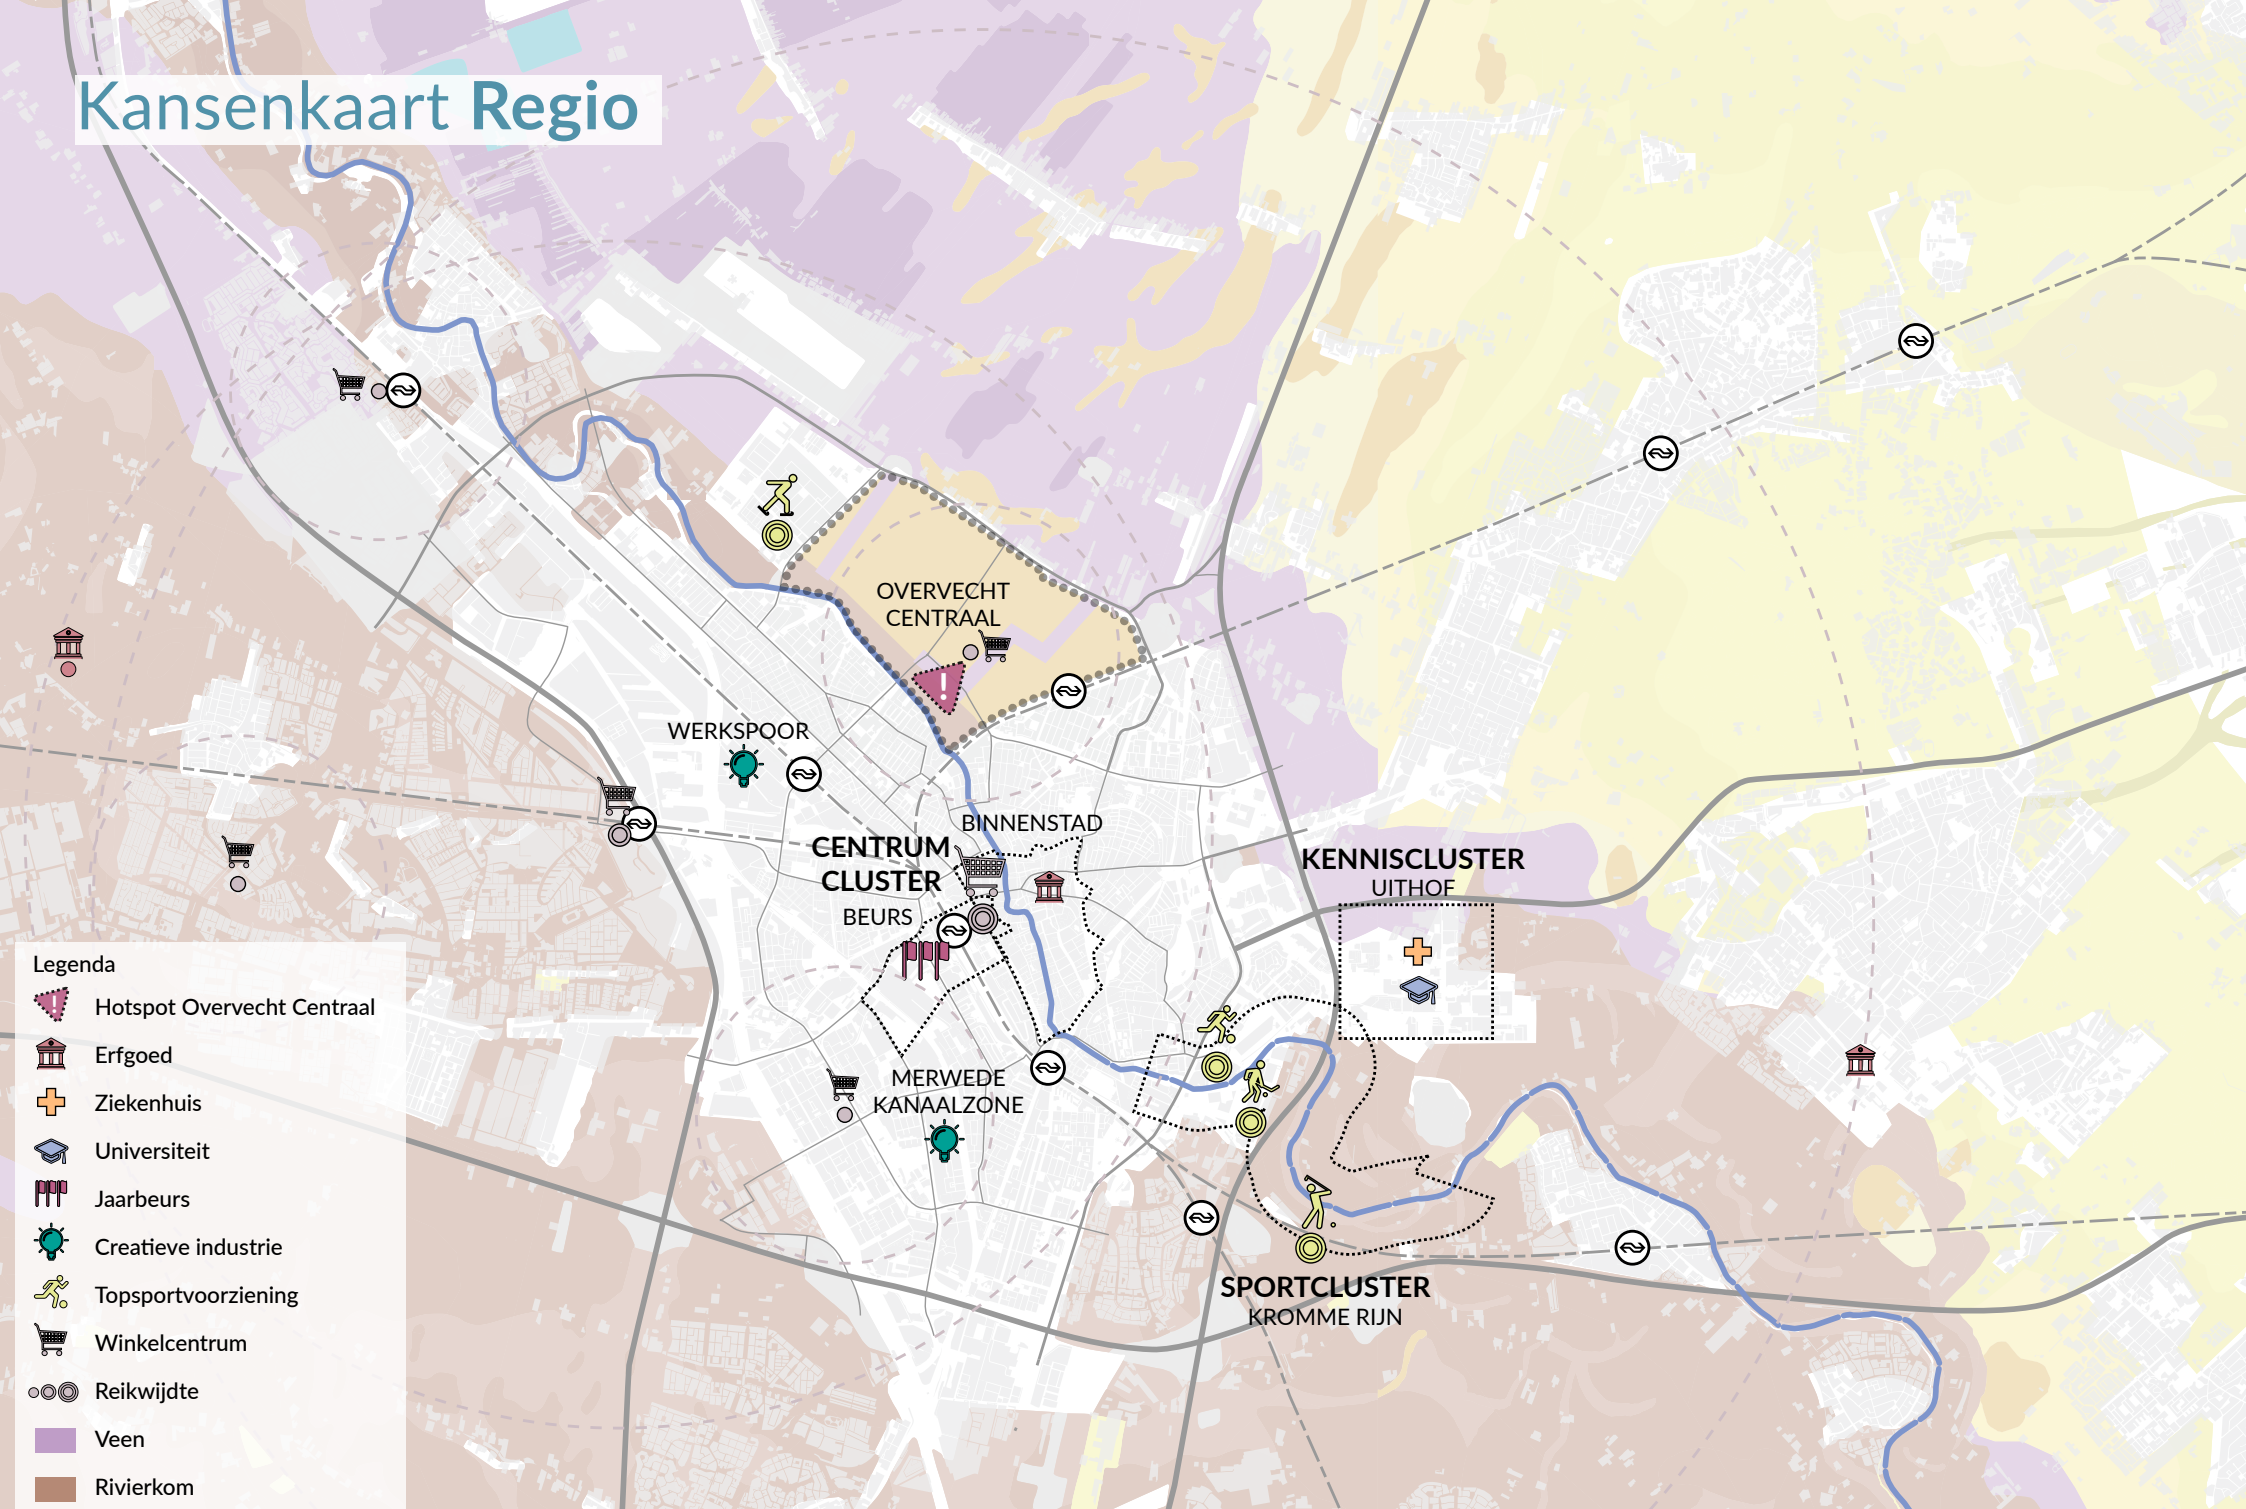 Kansenkaart Regio
OVERVECHT
CENTRAAL
!
WERKSPOOR
BINNENSTAD
CENTRUM
CLUSTER
BEURS
KENNISCLUSTER
UITHOF
MERWEDE
KANAALZONE
SPORTCLUSTER
KROMME RIJN
Legenda
! Hotspot Overvecht Centraal
Erfgoed
Ziekenhuis
Universiteit
Jaarbeurs
Creatieve industrie
Topsportvoorziening
Winkelcentrum
Reikwijdte
Veen
Rivierkom